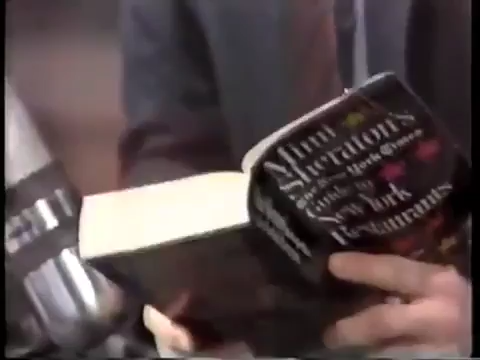 Mimi
Sheraton's
The New York Times
Guide to
New York
Restaurants